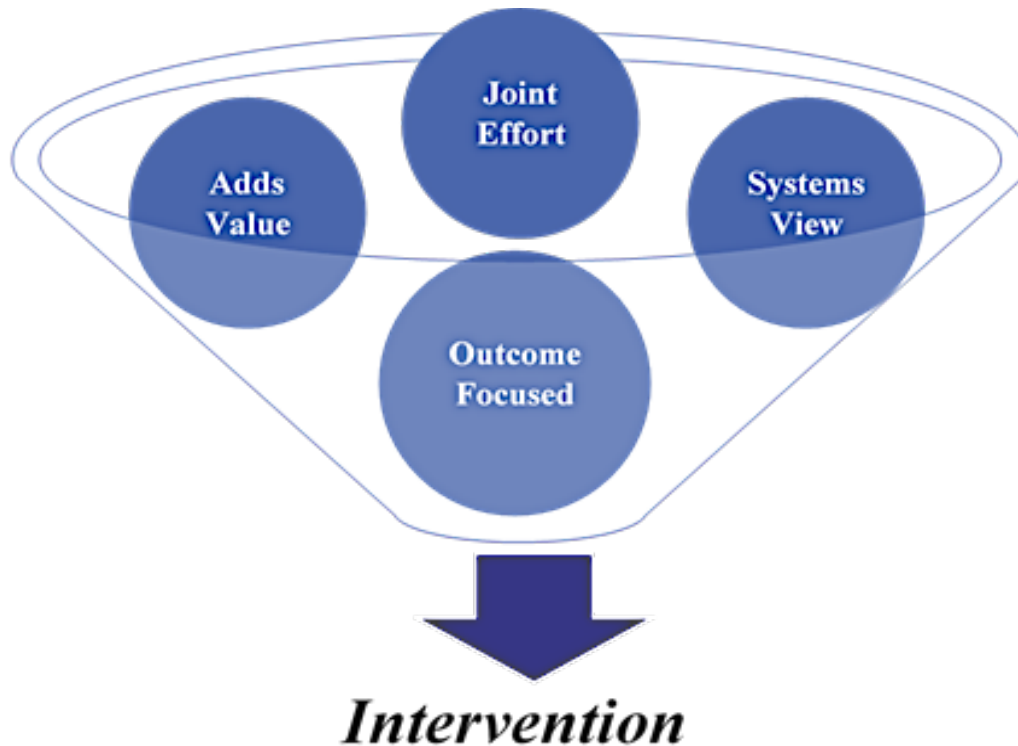 Joint
Effort
Adds
Value
Systems
View
Outcome
Focused
Intervention